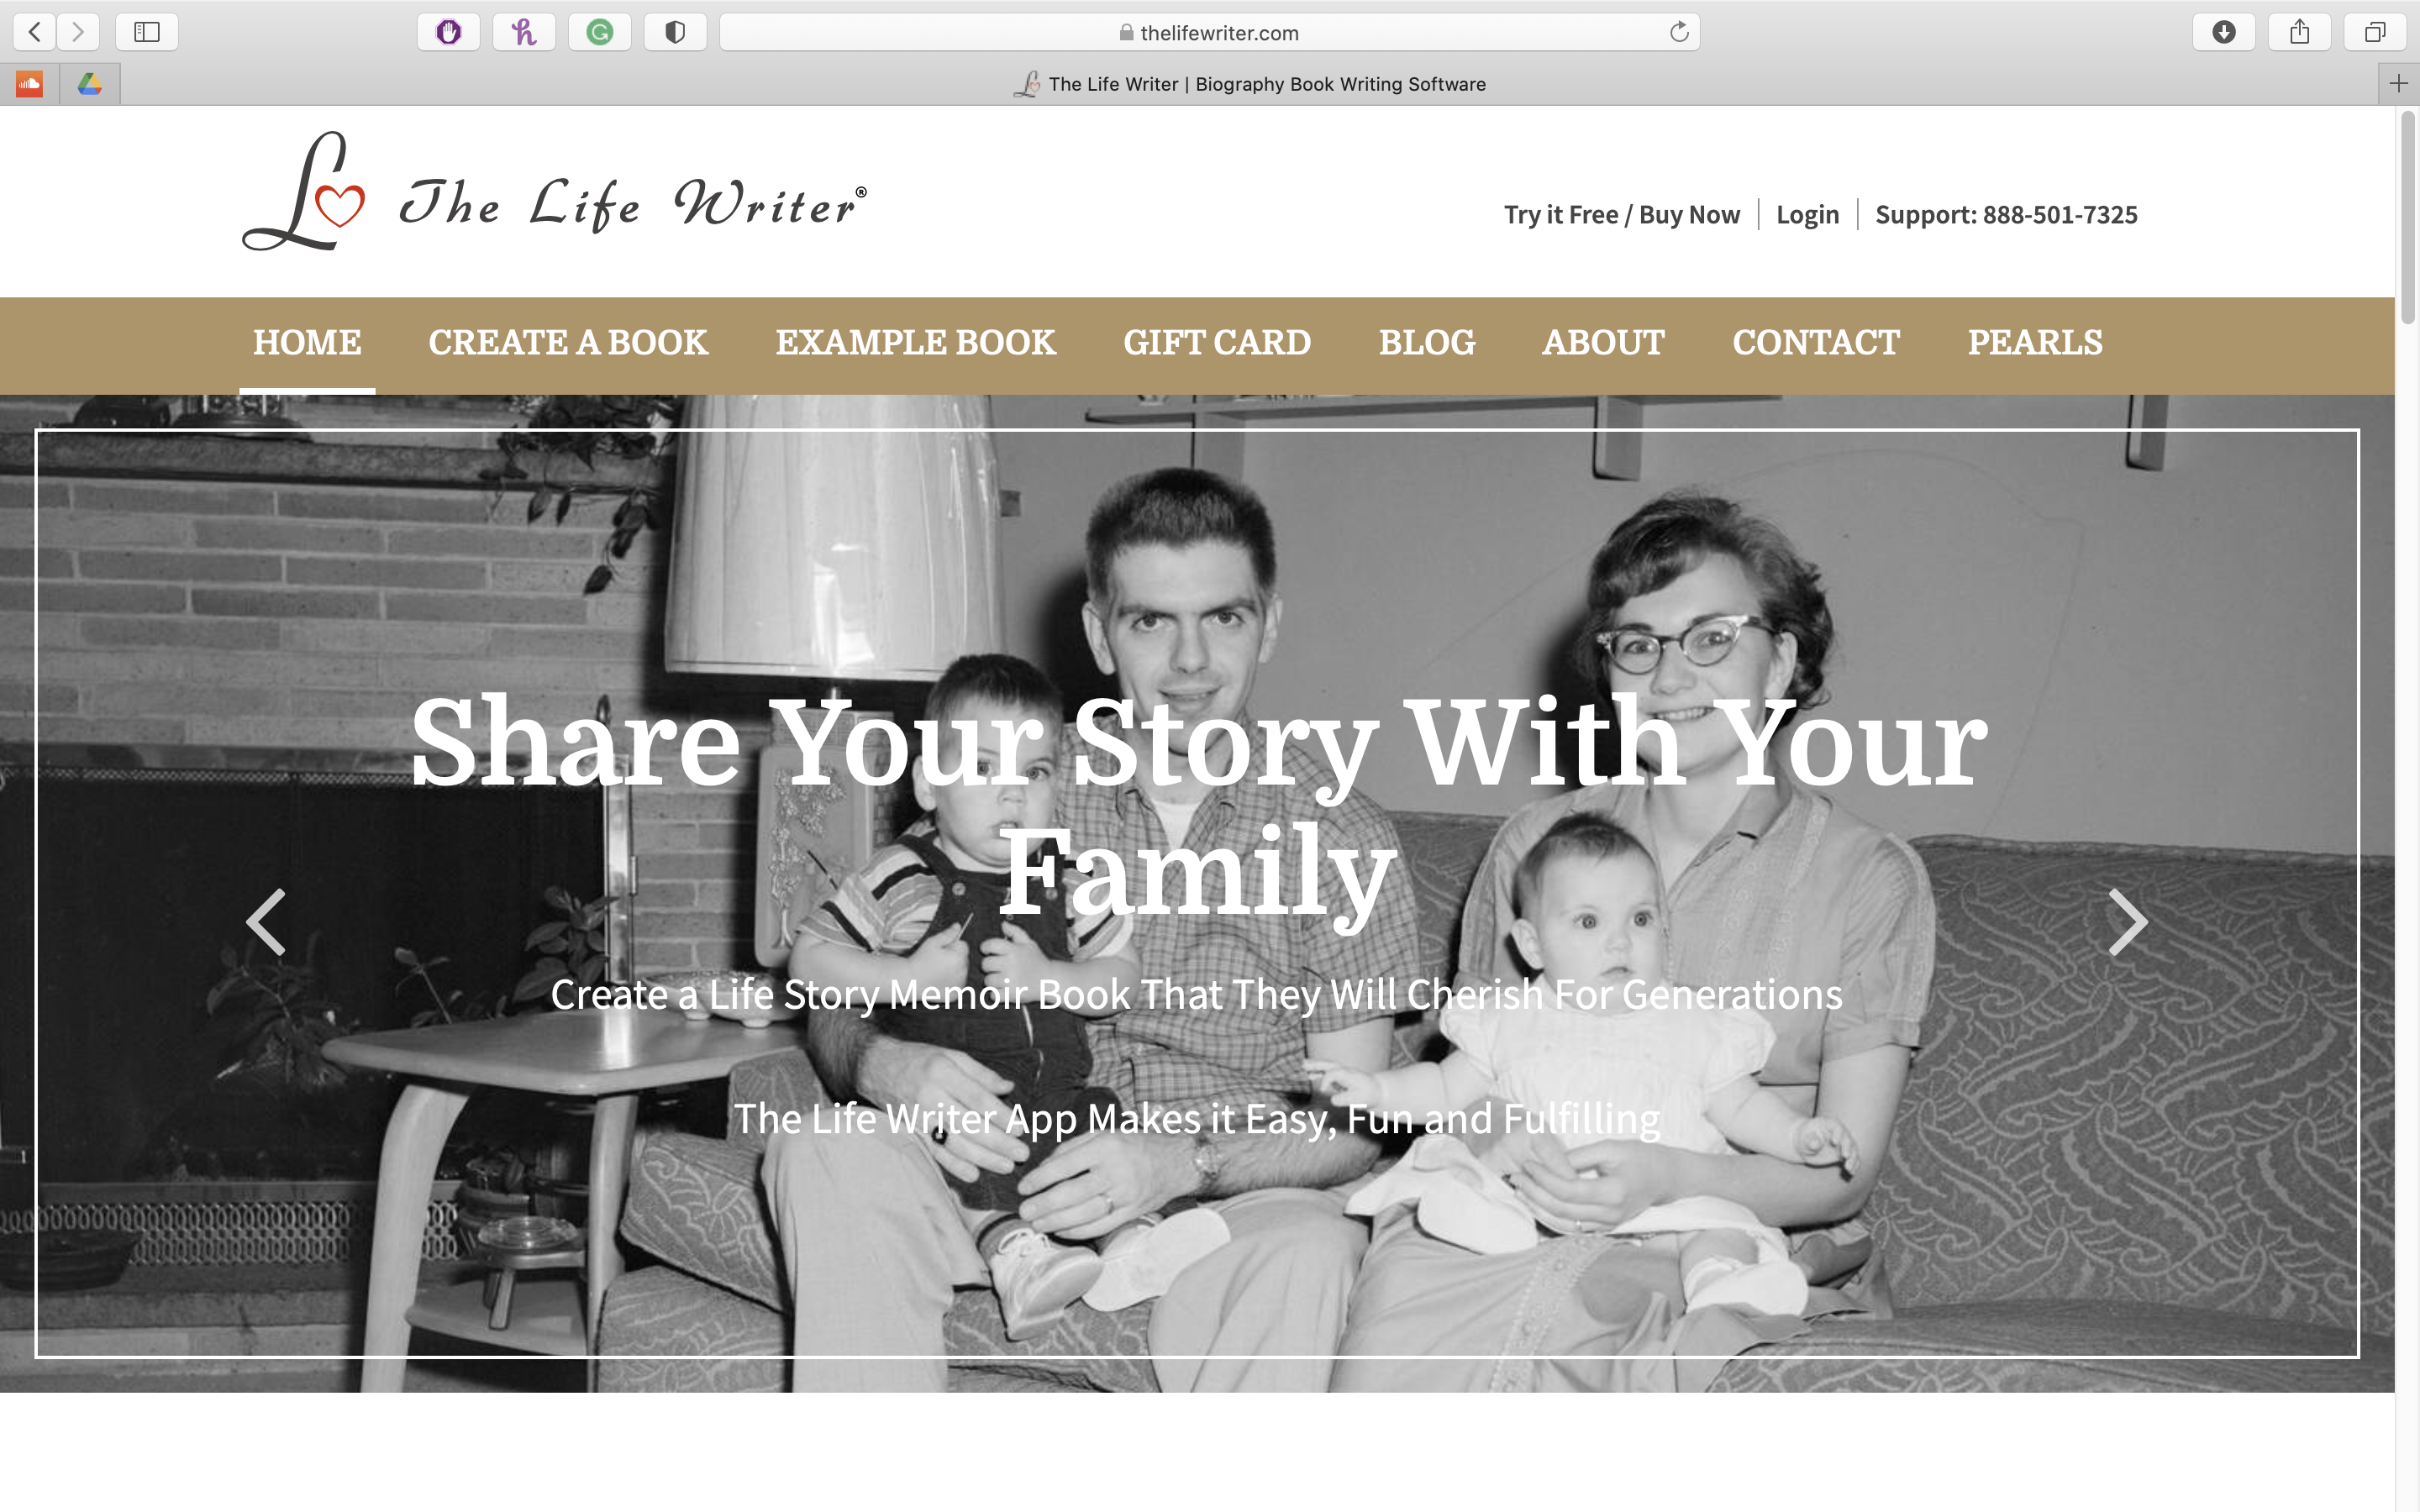 thelifewriter.com
The Life Writer | Biography Book Writing Software
The Life Writer®
Try it Free / Buy Now Login Support: 888-501-7325
HOME CREATE A BOOK EXAMPLE BOOK GIFT CARD BLOG ABOUT CONTACT PEARLS
Share Your Story With Your
Family
Create a Life Story Memoir Book That They Will Cherish For Generations
The Life Writer App Makes it Easy, Fun and Fulfilling